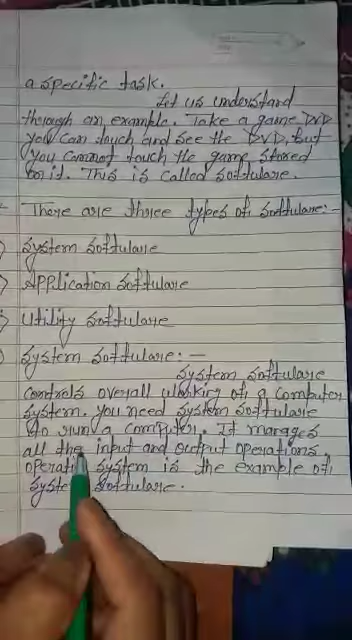 a specific task.
Let us understand
through an example. Take a game DVD
you can touch and see the DVD, but
you cannot touch the game stored
on it. This is called software.
There are three types of software:-
System software
Application software
Utility software
System software:-
System software
controls overall working of a computer
system. you need system software
to run a computer. It manages
all the input and output operations.
operating system is the example of
system software.